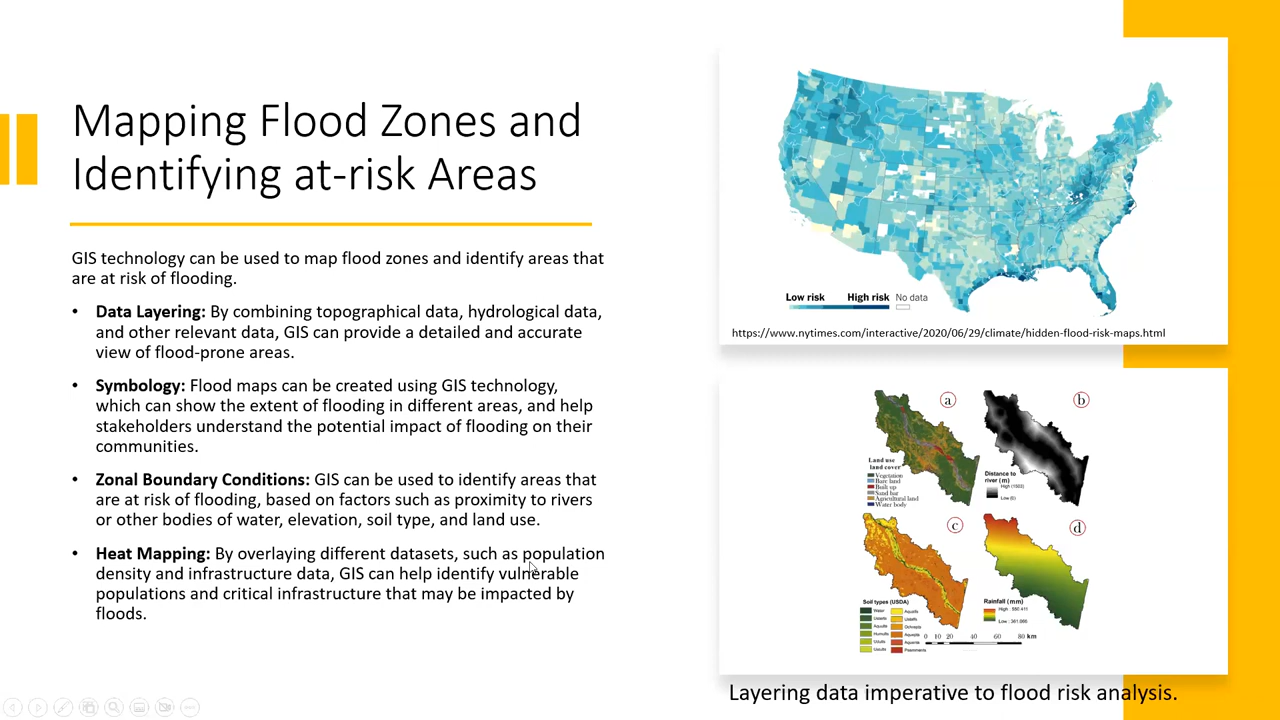 Mapping Flood Zones and
Identifying at-risk Areas
GIS technology can be used to map flood zones and identify areas that
are at risk of flooding.
• Data Layering: By combining topographical data, hydrological data,
and other relevant data, GIS can provide a detailed and accurate
view of flood-prone areas.
• Symbology: Flood maps can be created using GIS technology,
which can show the extent of flooding in different areas, and help
stakeholders understand the potential impact of flooding on their
communities.
• Zonal Boundary Conditions: GIS can be used to identify areas that
are at risk of flooding, based on factors such as proximity to rivers
or other bodies of water, elevation, soil type, and land use.
• Heat Mapping: By overlaying different datasets, such as population
density and infrastructure data, GIS can help identify vulnerable
populations and critical infrastructure that may be impacted by
floods.
Low risk High risk No data
https://www.nytimes.com/interactive/2020/06/29/climate/hidden-flood-risk-maps.html
a
b
Land use
land cover
Vegetation
Bare land
Built up
Sand bar
Agricultural land
Water body
Distance to
river (m)
High
Low
c
d
Soil types (USDA)
Water
Rainfall (mm)
High :
Low :
0 10 20 40 60 80 km
Layering data imperative to flood risk analysis.